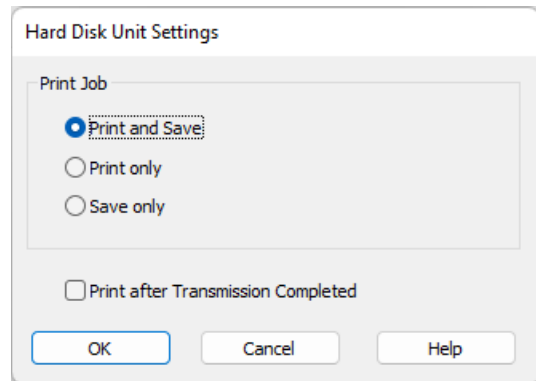 Hard Disk Unit Settings
Print Job
Print and Save
Print only
Save only
Print after Transmission Completed
OK Cancel Help